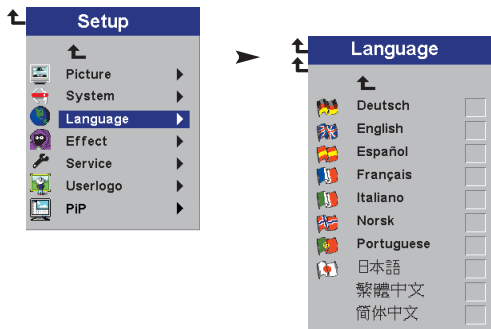 Setup
Picture
System
Language
Effect
Service
Userlogo
PiP
Language
Deutsch
English
Español
Français
Italiano
Norsk
Portuguese
日本語
繁體中文
简体中文